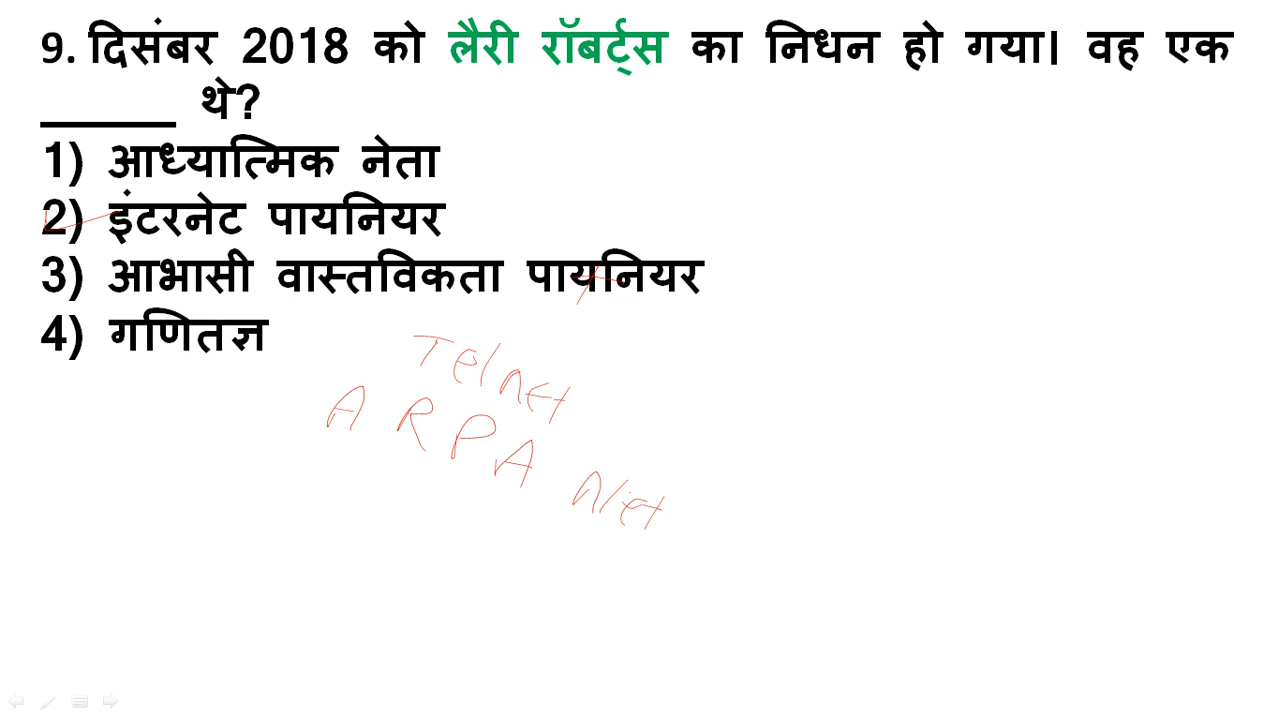 9. दिसंबर 2018 को लैरी रॉबर्ट्स का निधन हो गया। वह एक
______ थे?
1) आध्यात्मिक नेता
2) इंटरनेट पायनियर
3) आभासी वास्तविकता पायनियर
4) गणितज्ञ
Telnet
ARPA Net